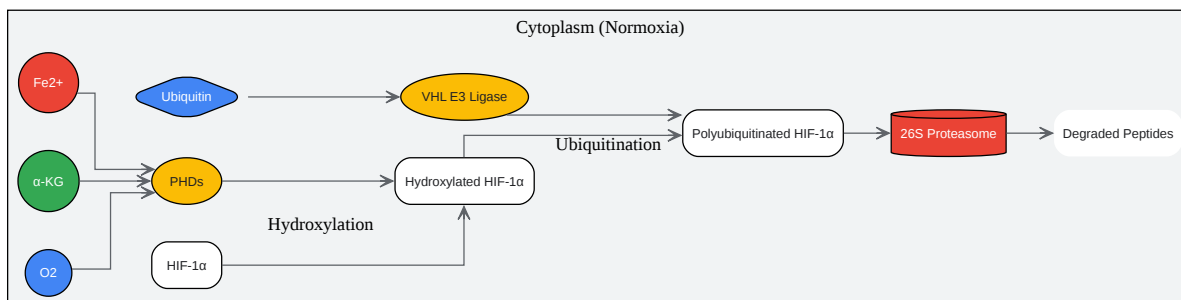 Cytoplasm (Normoxia)
Fe2+
Ubiquitin
VHL E3 Ligase
Polyubiquitinated HIF-1α
26S Proteasome
Degraded Peptides
Ubiquitination
α-KG
PHDs
Hydroxylated HIF-1α
Hydroxylation
O2
HIF-1α